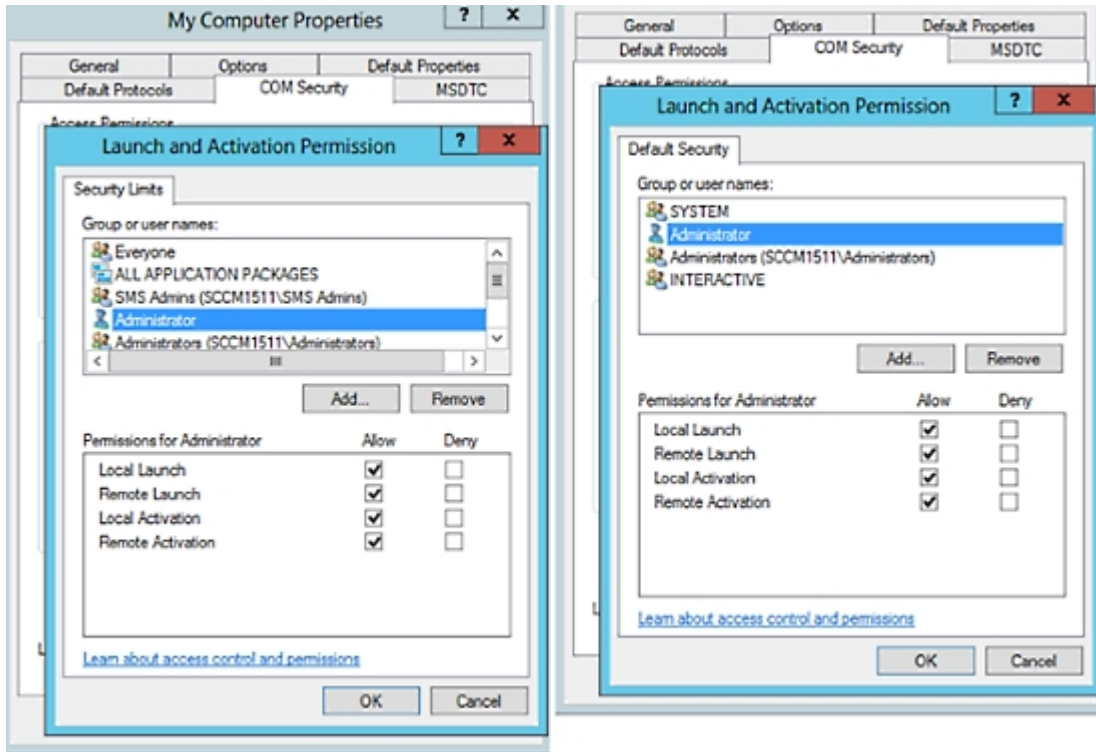 My Computer Properties
? x
General Options Default Properties
Default Protocols COM Security MSDTC
Access Permissions
Launch and Activation Permission
? x
Security Limits
Group or user names:
Everyone
ALL APPLICATION PACKAGES
SMS Admins (SCCM1511\SMS Admins)
Administrator
Administrators (SCCM1511\Administrators)
Add... Remove
Permissions for Administrator Allow Deny
Local Launch
Remote Launch
Local Activation
Remote Activation
Learn about access control and permissions
OK Cancel
General Options Default Properties
Default Protocols COM Security MSDTC
Access Permissions
Launch and Activation Permission
? x
Default Security
Group or user names:
SYSTEM
Administrator
Administrators (SCCM1511\Administrators)
INTERACTIVE
Add... Remove
Permissions for Administrator Allow Deny
Local Launch
Remote Launch
Local Activation
Remote Activation
Learn about access control and permissions
OK Cancel